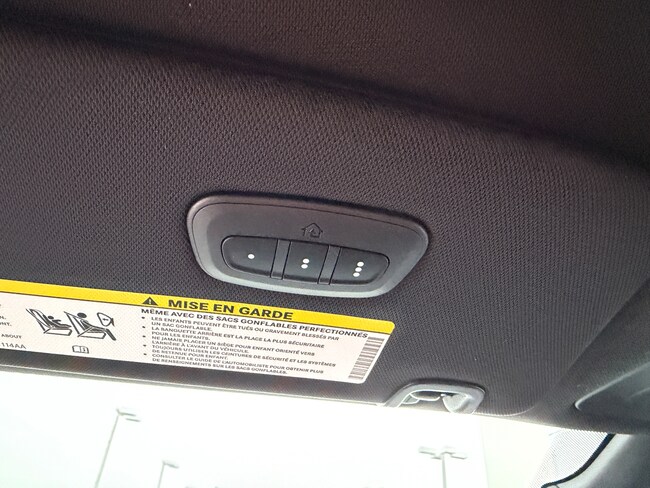 MISE EN GARDE
MÊME AVEC DES SACS GONFLABLES PERFECTIONNÉS
• LES ENFANTS PEUVENT ÊTRE TUÉS OU GRAVEMENT BLESSÉS PAR
UN SAC GONFLABLE.
• LA BANQUETTE ARRIÈRE EST LA PLACE LA PLUS SÉCURITAIRE
POUR LES ENFANTS.
• NE JAMAIS PLACER UN SIÈGE POUR ENFANT ORIENTÉ VERS
L'ARRIÈRE À L'AVANT DU VÉHICULE.
• TOUJOURS UTILISER LES CEINTURES DE SÉCURITÉ ET LES SYSTÈMES
DE RETENUE POUR ENFANT.
• CONSULTER LE GUIDE DE L'AUTOMOBILISTE POUR OBTENIR PLUS
DE RENSEIGNEMENTS SUR LES SACS GONFLABLES.
ABOUT
114AA